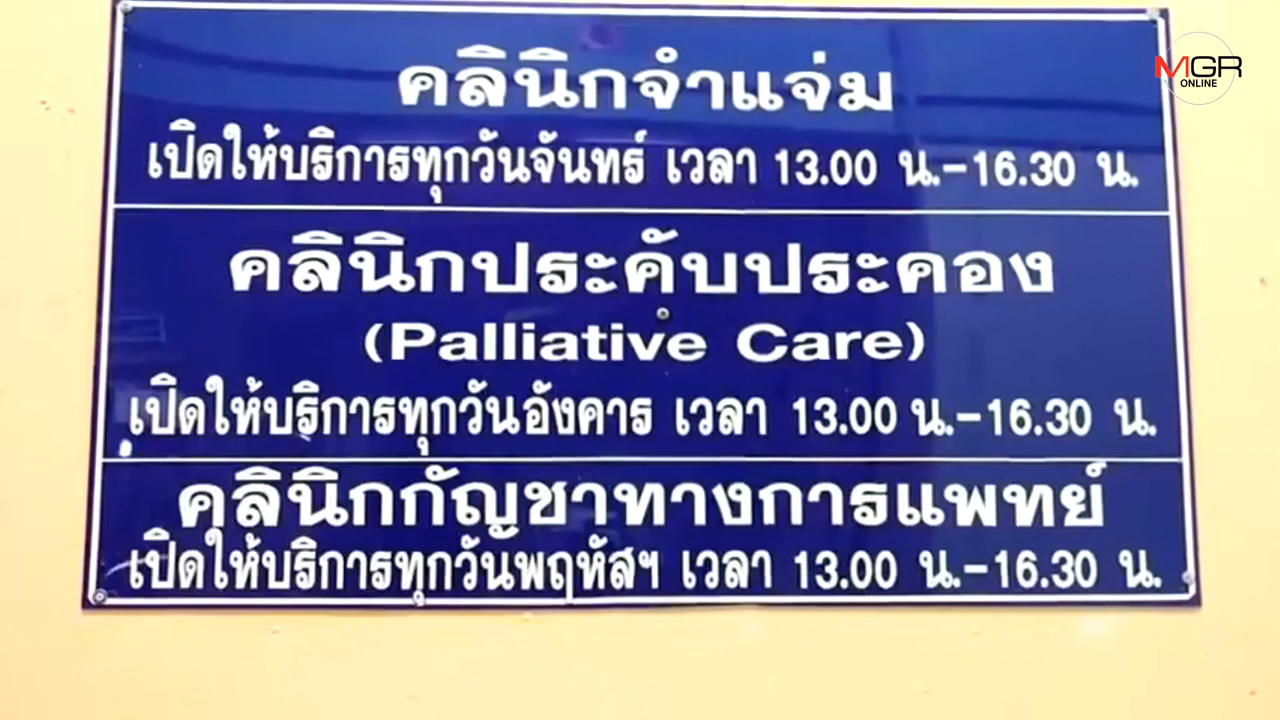 คลินิกจำแจ่ม
เปิดให้บริการทุกวันจันทร์ เวลา 13.00 น.-16.30 น.
คลินิกประคับประคอง
(Palliative Care)
เปิดให้บริการทุกวันอังคาร เวลา 13.00 น.-16.30 น.
คลินิกกัญชาทางการแพทย์
เปิดให้บริการทุกวันพฤหัสฯ เวลา 13.00 น.-16.30 น.
MGR
ONLINE